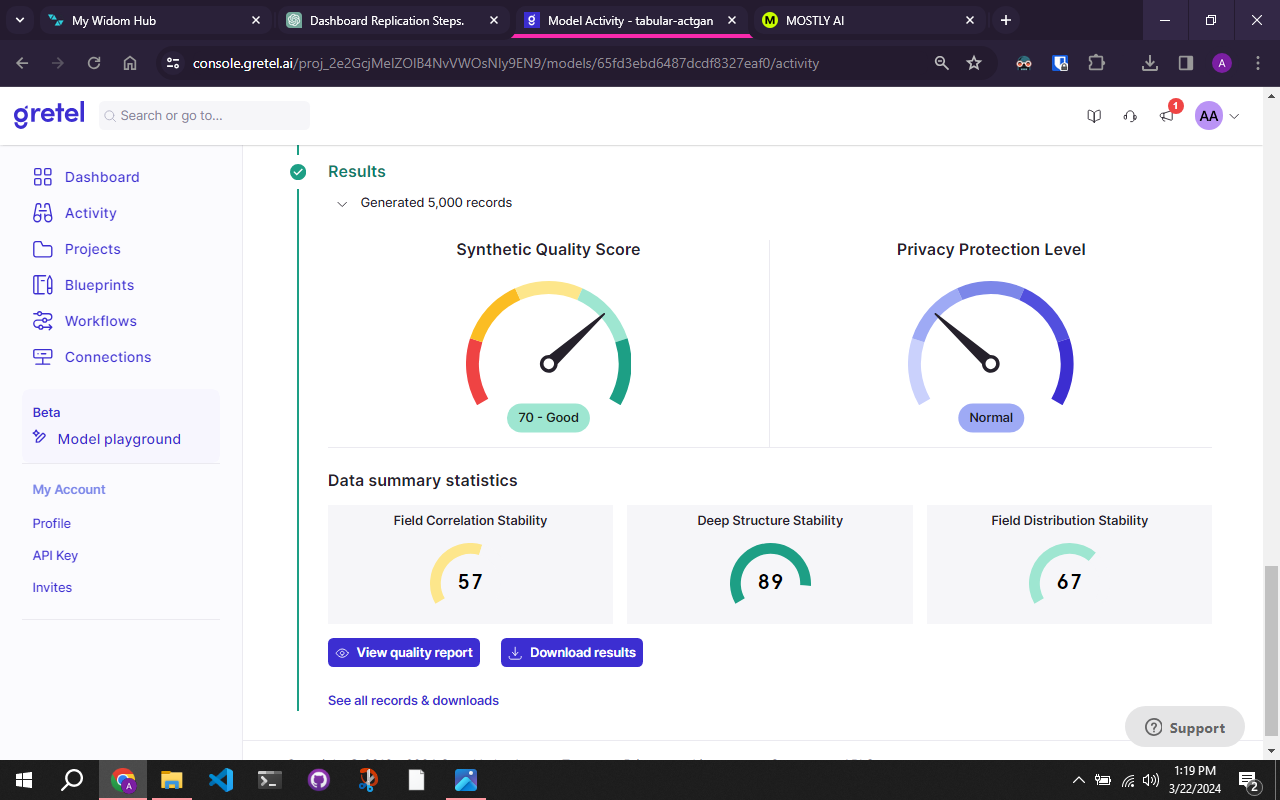 My Widom Hub
Dashboard Replication Steps.
Model Activity - tabular-actgan
MOSTLY AI
console.gretel.ai/proj_2e2GcjMeIZOlB4NvVWOsNly9EN9/models/65fd3ebd6487dcdf8327eaf0/activity
A
gretel
Search or go to...
1
AA
Dashboard
Activity
Projects
Blueprints
Workflows
Connections
Beta
Model playground
My Account
Profile
API Key
Invites
Results
Generated 5,000 records
Synthetic Quality Score
70 - Good
Privacy Protection Level
Normal
Data summary statistics
Field Correlation Stability
57
Deep Structure Stability
89
Field Distribution Stability
67
View quality report
Download results
See all records & downloads
Support
1:19 PM
3/22/2024
2